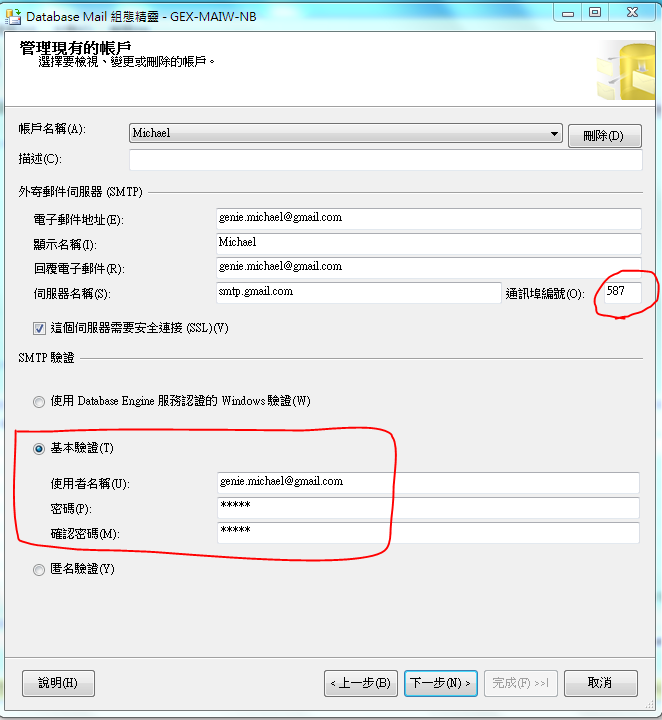 Database Mail 組態精靈 - GEX-MAIW-NB
管理現有的帳戶
選擇要檢視、變更或刪除的帳戶。
帳戶名稱(A): Michael 刪除(D)
描述(C):
外寄郵件伺服器 (SMTP)
電子郵件地址(E): genie.michael@gmail.com
顯示名稱(I): Michael
回覆電子郵件(R): genie.michael@gmail.com
伺服器名稱(S): smtp.gmail.com 通訊埠編號(O): 587
這個伺服器需要安全連接 (SSL)(V)
SMTP 驗證
使用 Database Engine 服務認證的 Windows 驗證(W)
基本驗證(T)
使用者名稱(U): genie.michael@gmail.com
密碼(P): *****
確認密碼(M): *****
匿名驗證(Y)
說明(H) < 上一步(B) 下一步(N) > 完成(F) >>| 取消